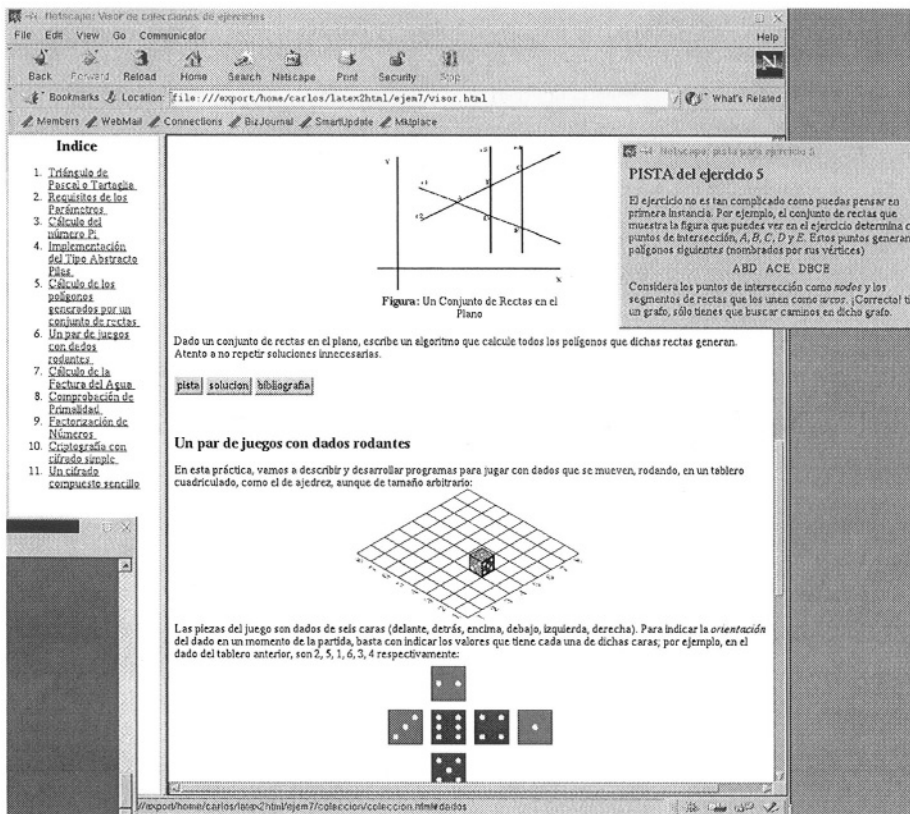 Netscape: Visor de colecciones de ejercicios
File Edit View Go Communicator Help
Back Forward Reload Home Search Netscape Print Security Stop
Bookmarks Location: file:///export/home/carlos/latex2html/ejem7/visor.html What's Related
Members WebMail Connections BizJournal SmartUpdate Mktplace
Indice
1. Triángulo de
Pascal o Tartaglia
2. Requisitos de los
Parámetros
3. Cálculo del
número Pi
4. Implementación
del Tipo Abstracto
Pilas
5. Cálculo de los
polígonos
generados por un
conjunto de rectas
6. Un par de juegos
con dados
rodantes
7. Cálculo de la
Factura del Agua
8. Comprobación de
Primalidad
9. Factorización de
Números
10. Criptografía con
cifrado simple
11. Un cifrado
compuesto sencillo
Y
X
Figura: Un Conjunto de Rectas en el
Plano
Dado un conjunto de rectas en el plano, escribe un algoritmo que calcule todos los polígonos que dichas rectas generan.
Atento a no repetir soluciones innecesarias.
pista solucion bibliografia
Un par de juegos con dados rodantes
En esta práctica, vamos a describir y desarrollar programas para jugar con dados que se mueven, rodando, en un tablero
cuadriculado, como el de ajedrez, aunque de tamaño arbitrario:
Las piezas del juego son dados de seis caras (delante, detrás, encima, debajo, izquierda, derecha). Para indicar la orientación
del dado en un momento de la partida, basta con indicar los valores que tiene cada una de dichas caras; por ejemplo, en el
dado del tablero anterior, son 2, 5, 1, 6, 3, 4 respectivamente:
Netscape: pista para ejercicio 5
PISTA del ejercicio 5
El ejercicio no es tan complicado como puedas pensar en
primera instancia. Por ejemplo, el conjunto de rectas que
muestra la figura que puedes ver en el ejercicio determina c
puntos de intersección, A, B, C, D y E. Estos puntos generan
polígonos siguientes (nombrados por sus vértices)
ABD ACE DBCE
Considera los puntos de intersección como nodos y los
segmentos de rectas que los unen como arcos. ¡Correcto! ti
un grafo, sólo tienes que buscar caminos en dicho grafo.
//export/home/carlos/latex2html/ejem7/coleccion/coleccion.html#dados